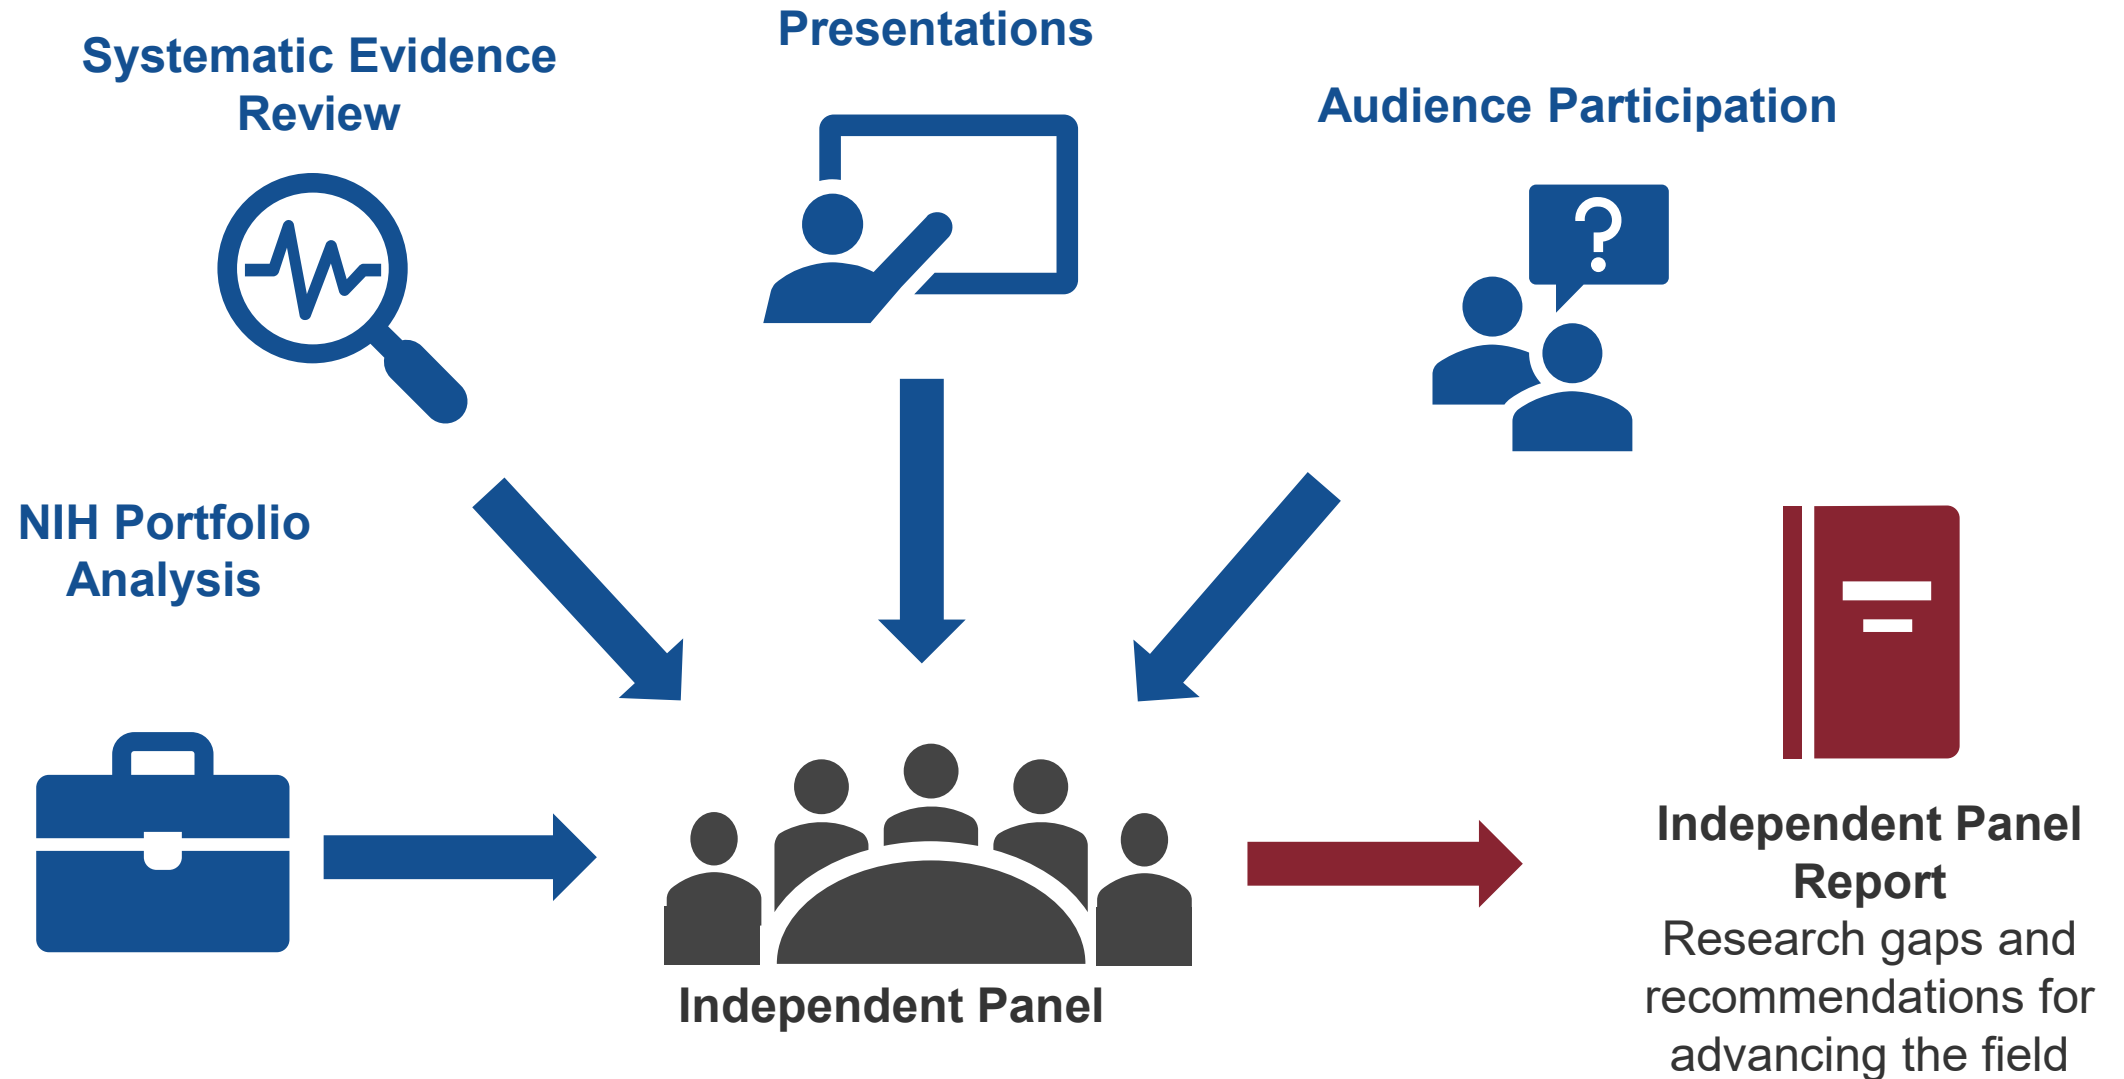 Presentations
Systematic Evidence
Review
Audience Participation
?
NIH Portfolio
Analysis
Independent Panel
Independent Panel
Report
Research gaps and
recommendations for
advancing the field